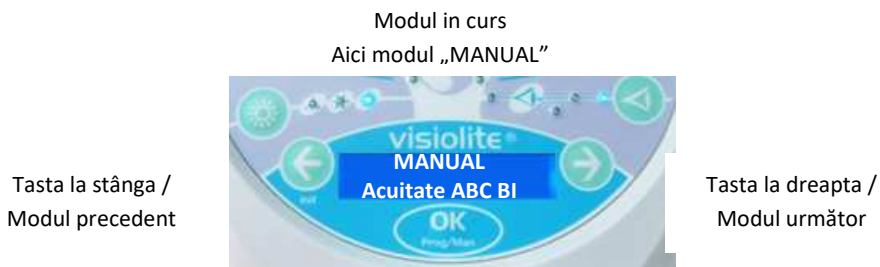 Modul in curs
Aici modul „MANUAL”
visiolite®
MANUAL
Acuitate ABC BI
Tasta la stânga /
Modul precedent
Tasta la dreapta /
Modul următor
Init
OK
Prog/Man